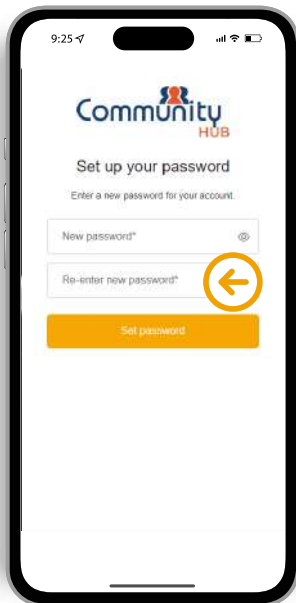 9:25
Community
HUB
Set up your password
Enter a new password for your account.
New password*
Re-enter new password*
Set password